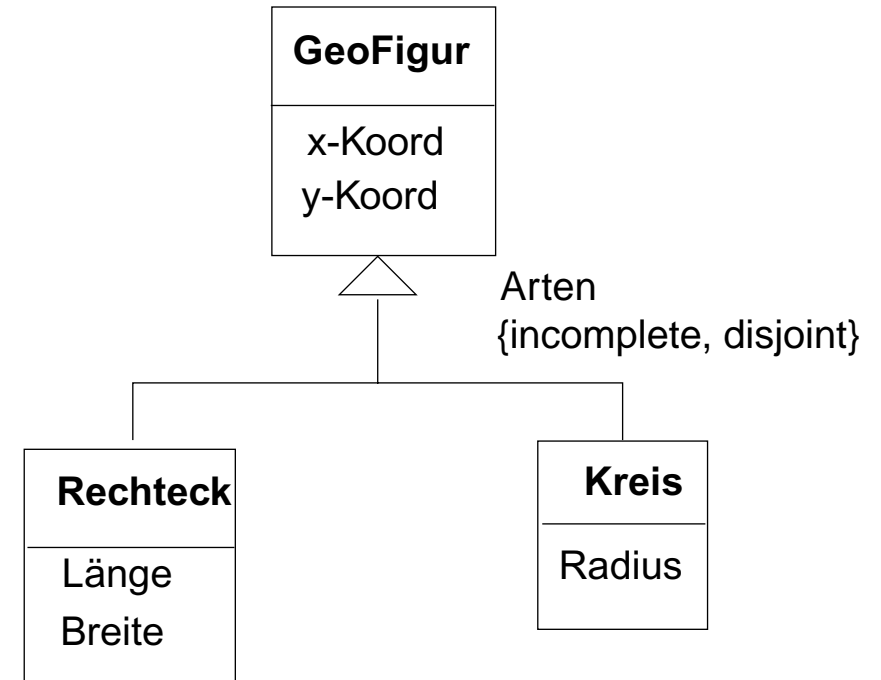 GeoFigur
x-Koord
y-Koord
Arten
{incomplete, disjoint}
Rechteck
Länge
Breite
Kreis
Radius